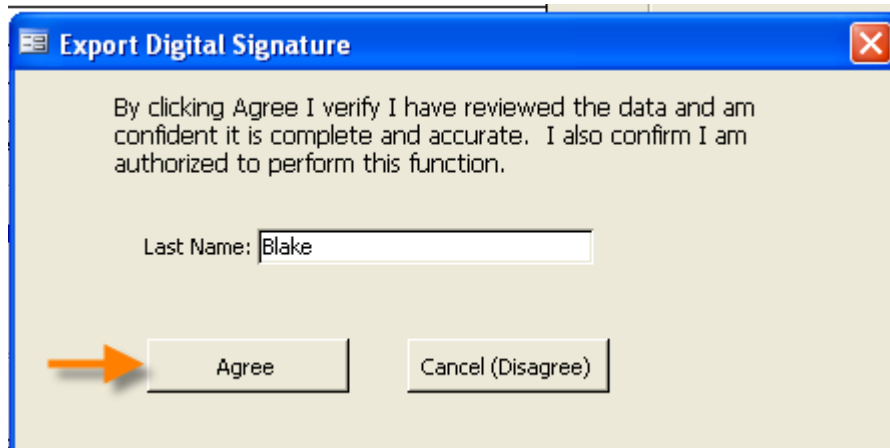 Export Digital Signature
By clicking Agree I verify I have reviewed the data and am
confident it is complete and accurate.  I also confirm I am
authorized to perform this function.
Last Name: Blake
Agree Cancel (Disagree)